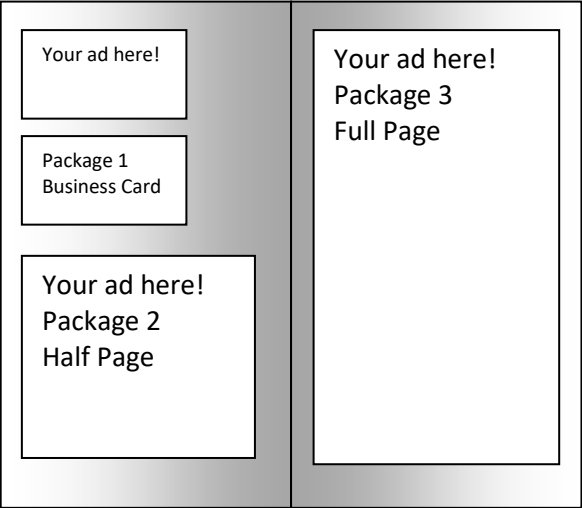 Your ad here!
Package 1
Business Card
Your ad here!
Package 2
Half Page
Your ad here!
Package 3
Full Page